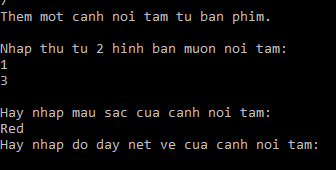 Them mot canh noi tam tu ban phim.
Nhap thu tu 2 hinh ban muon noi tam:
1
3
Hay nhap mau sac cua canh noi tam:
Red
Hay nhap do day net ve cua canh noi tam: